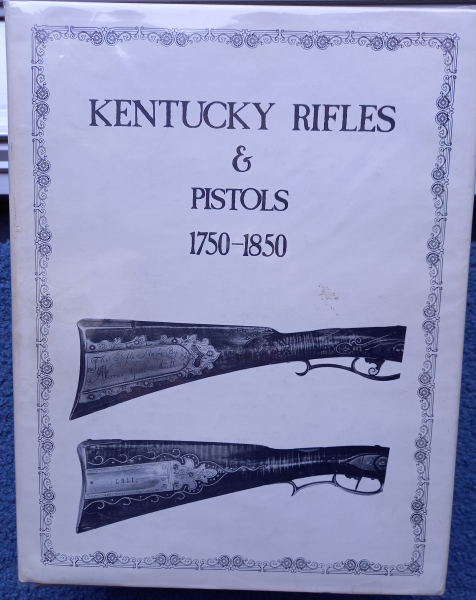 KENTUCKY RIFLES
&
PISTOLS
1750-1850